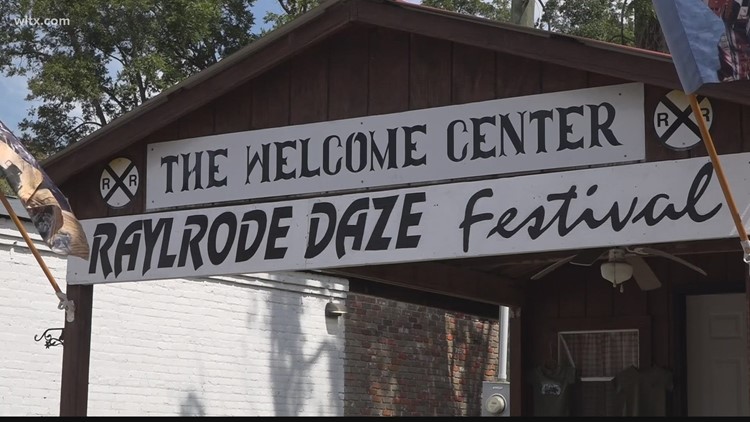 wltx.com
THE WELCOME CENTER
R R
R R
RAYLRODE DAZE Festival